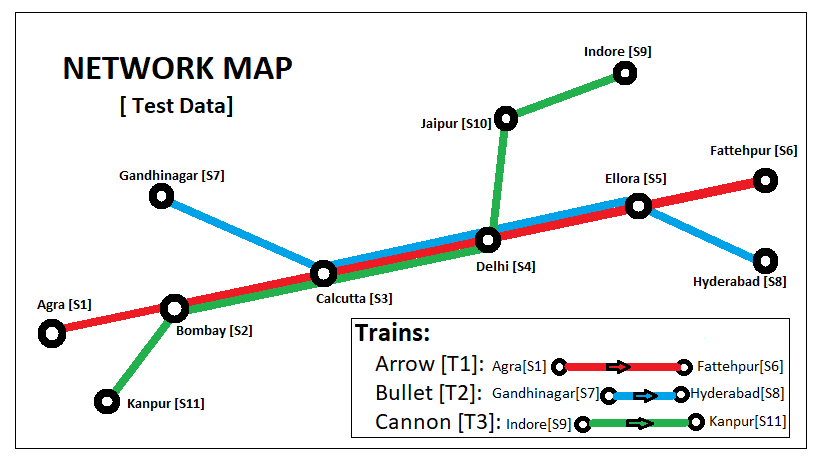 NETWORK MAP
[ Test Data]
Indore [S9]
Jaipur [S10]
Fattehpur [S6]
Gandhinagar [S7]
Ellora [S5]
Delhi [S4]
Hyderabad [S8]
Calcutta [S3]
Agra [S1]
Bombay [S2]
Kanpur [S11]
Trains:
Arrow [T1]: Agra[S1] Fattehpur[S6]
Bullet [T2]: Gandhinagar[S7] Hyderabad[S8]
Cannon [T3]: Indore[S9] Kanpur[S11]